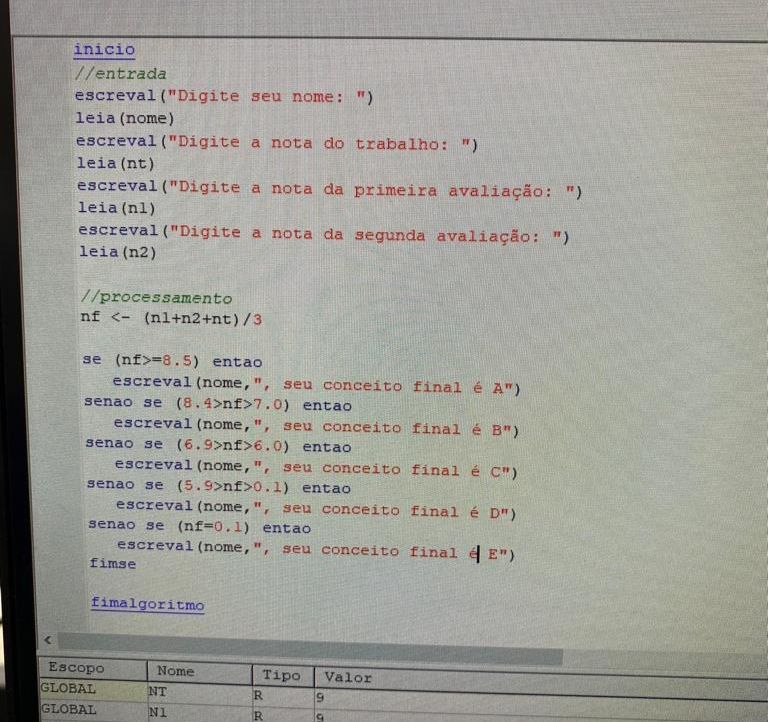 inicio
//entrada
escreval("Digite seu nome: ")
leia(nome)
escreval("Digite a nota do trabalho: ")
leia(nt)
escreval("Digite a nota da primeira avaliação: ")
leia(n1)
escreval("Digite a nota da segunda avaliação: ")
leia(n2)
//processamento
nf <- (n1+n2+nt)/3
se (nf>=8.5) entao
escreval(nome,", seu conceito final é A")
senao se (8.4>nf>7.0) entao
escreval(nome,", seu conceito final é B")
senao se (6.9>nf>6.0) entao
escreval(nome,", seu conceito final é C")
senao se (5.9>nf>0.1) entao
escreval(nome,", seu conceito final é D")
senao se (nf=0.1) entao
escreval(nome,", seu conceito final é E")
fimse
fimalgoritmo
Escopo Nome Tipo Valor
GLOBAL NT R 9
GLOBAL N1 R 9